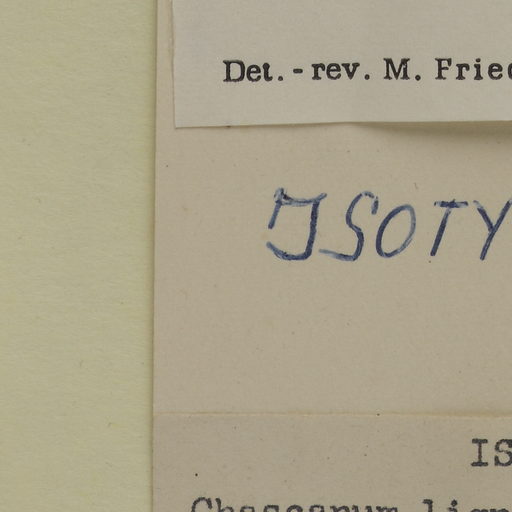 Det.-rev. M. Fried
ISOTY
IS